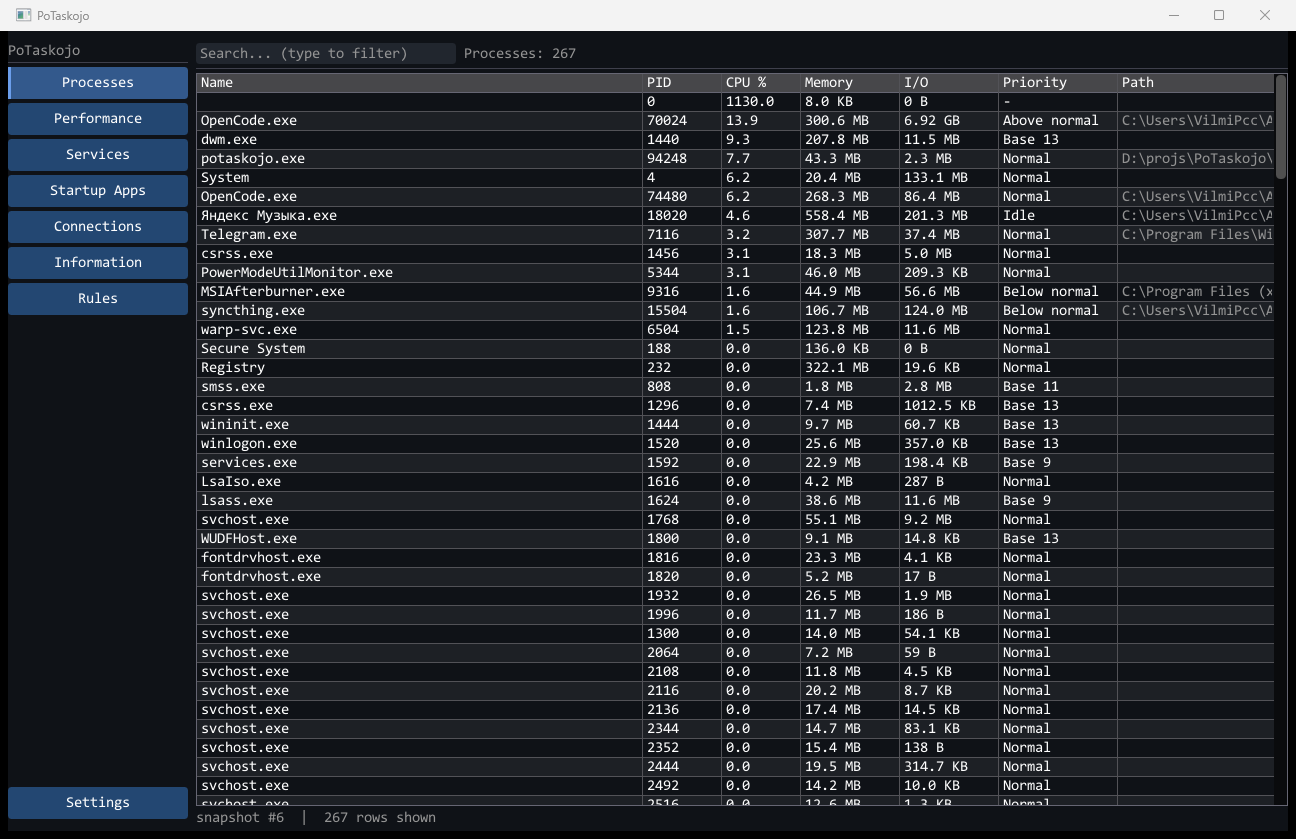 PoTaskojo
PoTaskojo
Processes
Performance
Services
Startup Apps
Connections
Information
Rules
Settings
Search... (type to filter) Processes: 267
Name PID CPU % Memory I/O Priority Path
0 1130.0 8.0 KB 0 B -
OpenCode.exe 70024 13.9 300.6 MB 6.92 GB Above normal C:\Users\VilmiPcc\A
dwm.exe 1440 9.3 207.8 MB 11.5 MB Base 13
potaskojo.exe 94248 7.7 43.3 MB 2.3 MB Normal D:\projs\PoTaskojo\
System 4 6.2 20.4 MB 133.1 MB Normal
OpenCode.exe 74480 6.2 268.3 MB 86.4 MB Normal C:\Users\VilmiPcc\A
Яндекс Музыка.exe 18020 4.6 558.4 MB 201.3 MB Idle C:\Users\VilmiPcc\A
Telegram.exe 7116 3.2 307.7 MB 37.4 MB Normal C:\Program Files\Wi
csrss.exe 1456 3.1 18.3 MB 5.0 MB Normal
PowerModeUtilMonitor.exe 5344 3.1 46.0 MB 209.3 KB Normal
MSIAfterburner.exe 9316 1.6 44.9 MB 56.6 MB Below normal C:\Program Files (x
syncthing.exe 15504 1.6 106.7 MB 124.0 MB Below normal C:\Users\VilmiPcc\A
warp-svc.exe 6504 1.5 123.8 MB 11.6 MB Normal
Secure System 188 0.0 136.0 KB 0 B Normal
Registry 232 0.0 322.1 MB 19.6 KB Normal
smss.exe 808 0.0 1.8 MB 2.8 MB Base 11
csrss.exe 1296 0.0 7.4 MB 1012.5 KB Base 13
wininit.exe 1444 0.0 9.7 MB 60.7 KB Base 13
winlogon.exe 1520 0.0 25.6 MB 357.0 KB Base 13
services.exe 1592 0.0 22.9 MB 198.4 KB Base 9
LsaIso.exe 1616 0.0 4.2 MB 287 B Normal
lsass.exe 1624 0.0 38.6 MB 11.6 MB Base 9
svchost.exe 1768 0.0 55.1 MB 9.2 MB Normal
WUDFHost.exe 1800 0.0 9.1 MB 14.8 KB Base 13
fontdrvhost.exe 1816 0.0 23.3 MB 4.1 KB Normal
fontdrvhost.exe 1820 0.0 5.2 MB 17 B Normal
svchost.exe 1932 0.0 26.5 MB 1.9 MB Normal
svchost.exe 1996 0.0 11.7 MB 186 B Normal
svchost.exe 1300 0.0 14.0 MB 54.1 KB Normal
svchost.exe 2064 0.0 7.2 MB 59 B Normal
svchost.exe 2108 0.0 11.8 MB 4.5 KB Normal
svchost.exe 2116 0.0 20.2 MB 8.7 KB Normal
svchost.exe 2136 0.0 17.4 MB 14.5 KB Normal
svchost.exe 2344 0.0 14.7 MB 83.1 KB Normal
svchost.exe 2352 0.0 15.4 MB 138 B Normal
svchost.exe 2444 0.0 19.5 MB 314.7 KB Normal
svchost.exe 2492 0.0 14.2 MB 10.0 KB Normal
svchost.exe 2516 0.0 12.6 MB 1.3 KB Normal
snapshot #6 | 267 rows shown